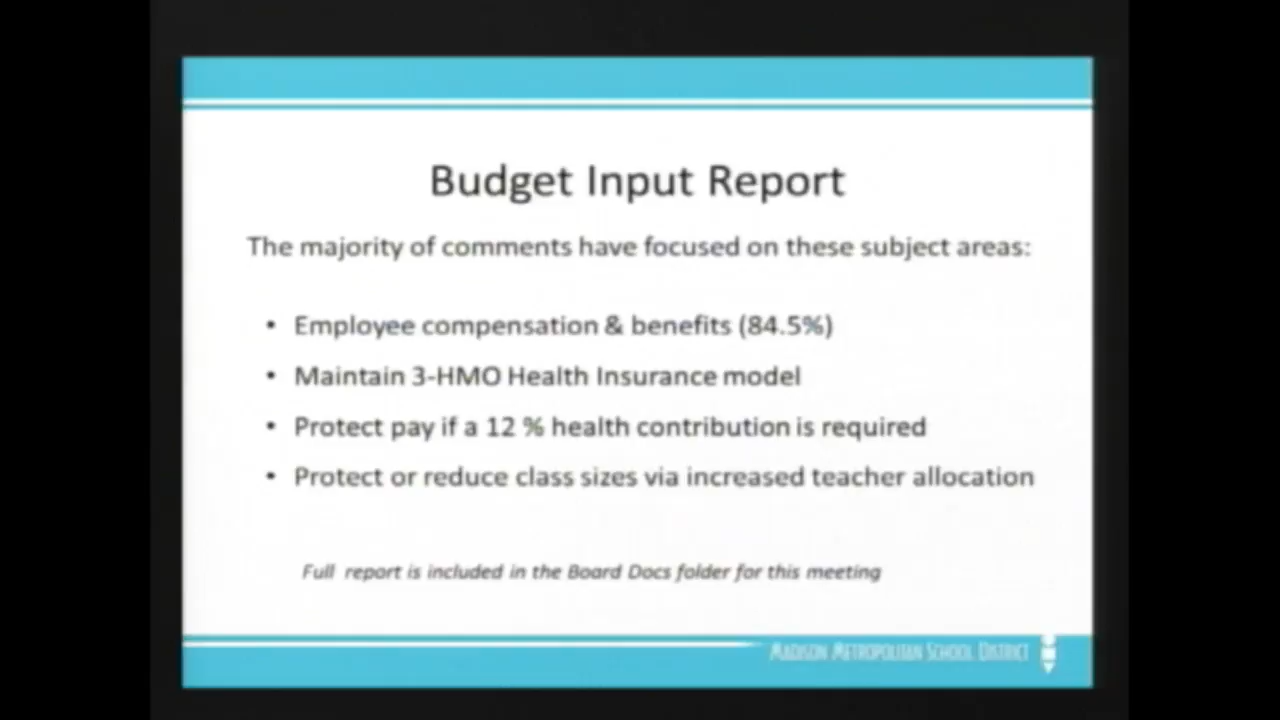 Budget Input Report
The majority of comments have focused on these subject areas:
• Employee compensation & benefits (84.5%)
• Maintain 3-HMO Health Insurance model
• Protect pay if a 12 % health contribution is required
• Protect or reduce class sizes via increased teacher allocation
Full report is included in the Board Docs folder for this meeting
MADISON METROPOLITAN SCHOOL DISTRICT